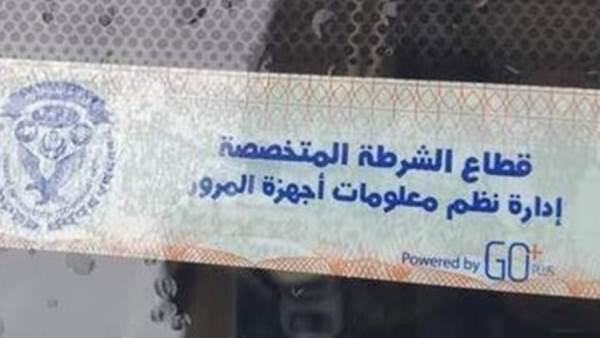 قطاع الشرطة المتخصصة
إدارة نظم معلومات أجهزة المرور
Powered by GO+ PLUS